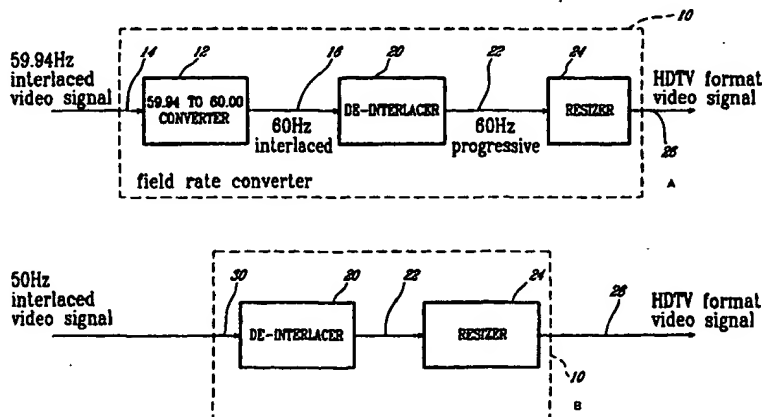 10
59.94Hz
interlaced
video signal
14
12
16
20
22
24
HDTV format
video signal
59.94 TO 60.00
CONVERTER
DE-INTERLACER
RESIZER
60Hz
interlaced
60Hz
progressive
26
field rate converter
A
50Hz
interlaced
video signal
30
20
22
24
26
HDTV format
video signal
DE-INTERLACER
RESIZER
10
B